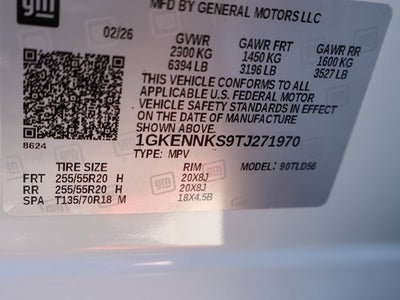 gm
MFD BY GENERAL MOTORS LLC
02/26 GVWR GAWR FRT GAWR RR
2900 KG 1450 KG 1600 KG
6394 LB 3196 LB 3527 LB
THIS VEHICLE CONFORMS TO ALL
APPLICABLE U.S. FEDERAL MOTOR
VEHICLE SAFETY STANDARDS IN EFFECT
ON THE DATE OF MANUFACTURE
SHOWN ABOVE.
8624 1GKENNKS9TJ271970
TYPE: MPV MODEL: 90TLD56
TIRE SIZE RIM
FRT 255/55R20 H 20X8J
RR 255/55R20 H 20X8J
SPA T135/70R18 M 18X4.5B